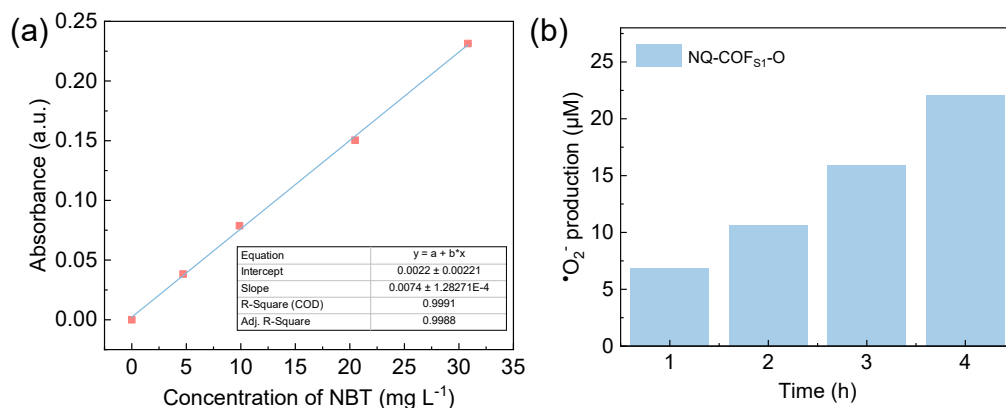 (a)
Absorbance (a.u.)
0.25
0.20
0.15
0.10
0.05
0.00
Equation y = a + b*x
Intercept 0.0022 ± 0.00221
Slope 0.0074 ± 1.28271E-4
R-Square (COD) 0.9991
Adj. R-Square 0.9988
0 5 10 15 20 25 30 35
Concentration of NBT (mg L⁻¹)
(b)
•O₂⁻ production (µM)
25
20
15
10
5
0
NQ-COF_S1-O
1 2 3 4
Time (h)